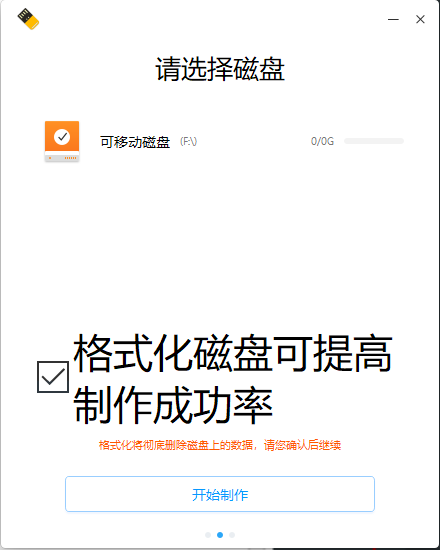 请选择磁盘
可移动磁盘 (F:\) 0/0G
格式化磁盘可提高
制作成功率
格式化将彻底删除磁盘上的数据，请您确认后继续
开始制作